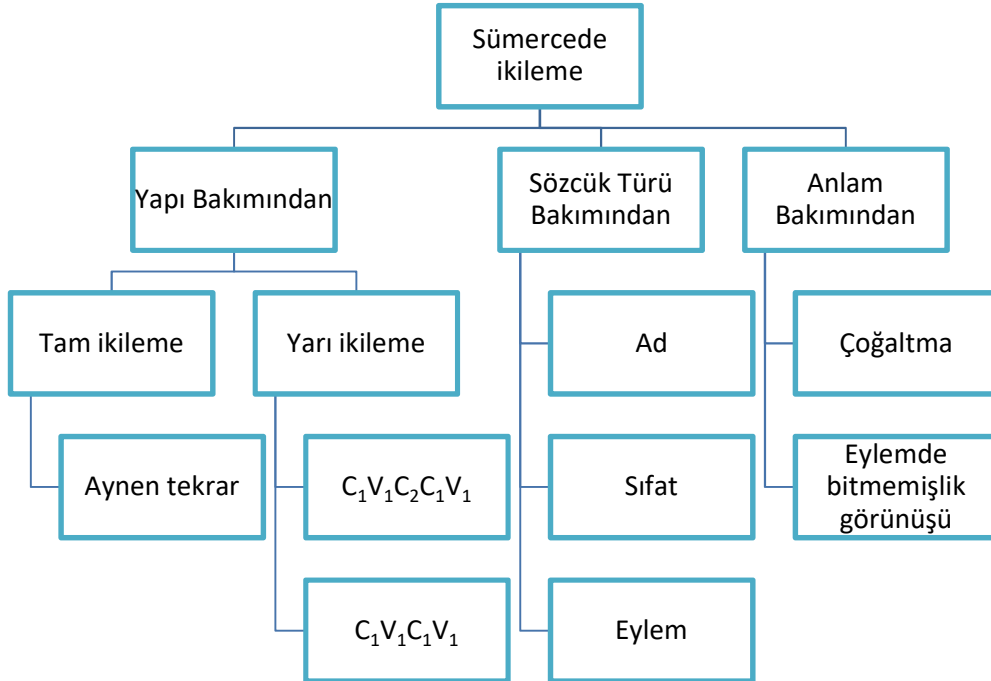 Sümercede
ikileme
Yapı Bakımından
Sözcük Türü
Bakımından
Anlam
Bakımından
Tam ikileme
Yarı ikileme
Ad
Çoğaltma
Aynen tekrar
C₁V₁C₂C₁V₁
Sıfat
Eylemde
bitmemişlik
görünüşü
C₁V₁C₁V₁
Eylem